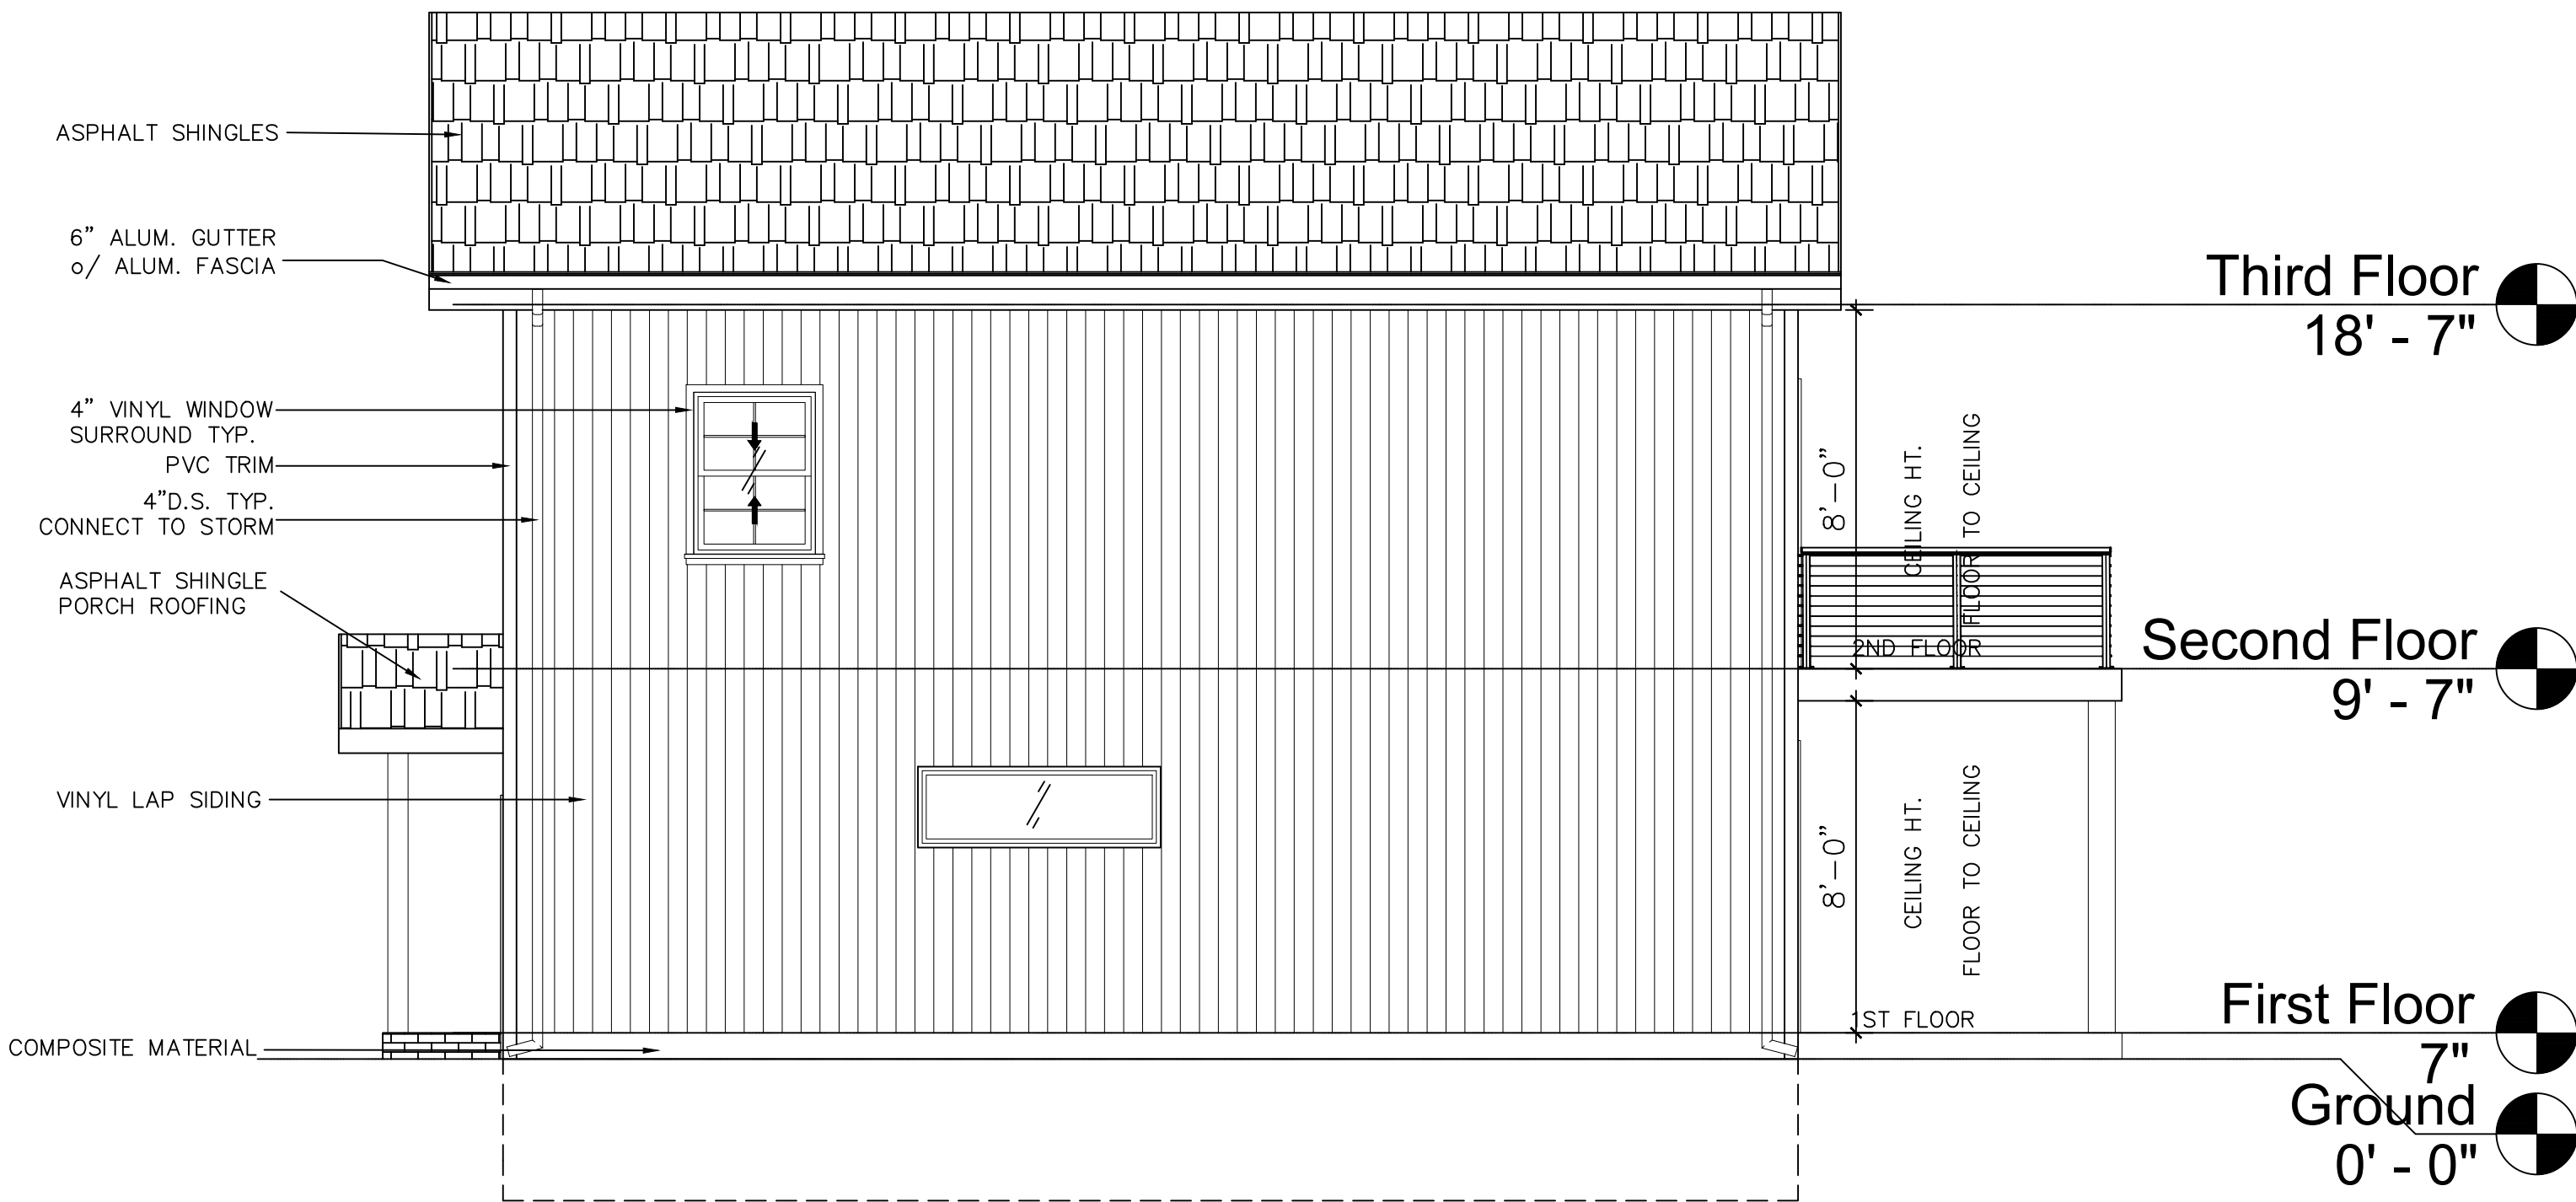 ASPHALT SHINGLES
6" ALUM. GUTTER
o/ ALUM. FASCIA
4" VINYL WINDOW
SURROUND TYP.
PVC TRIM
4"D.S. TYP.
CONNECT TO STORM
ASPHALT SHINGLE
PORCH ROOFING
VINYL LAP SIDING
COMPOSITE MATERIAL
8'-0"
CEILING HT.
FLOOR TO CEILING
2ND FLOOR
8'-0"
CEILING HT.
FLOOR TO CEILING
1ST FLOOR
Third Floor
18' - 7"
Second Floor
9' - 7"
First Floor
7"
Ground
0' - 0"